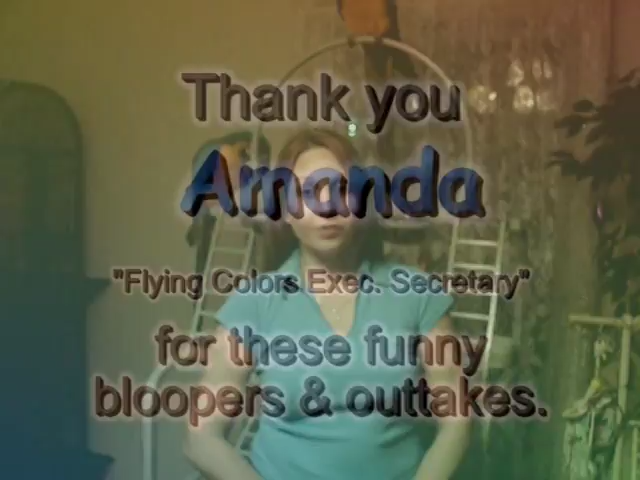 Thank you
Amanda
"Flying Colors Exec. Secretary"
for these funny
bloopers & outtakes.